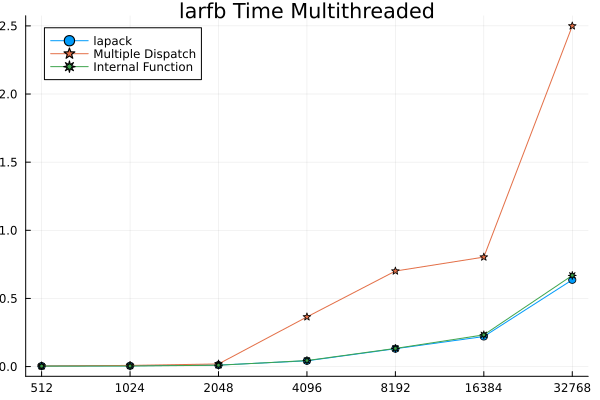 larfb Time Multithreaded
lapack
Multiple Dispatch
Internal Function
2.5
2.0
1.5
1.0
0.5
0.0
512 1024 2048 4096 8192 16384 32768